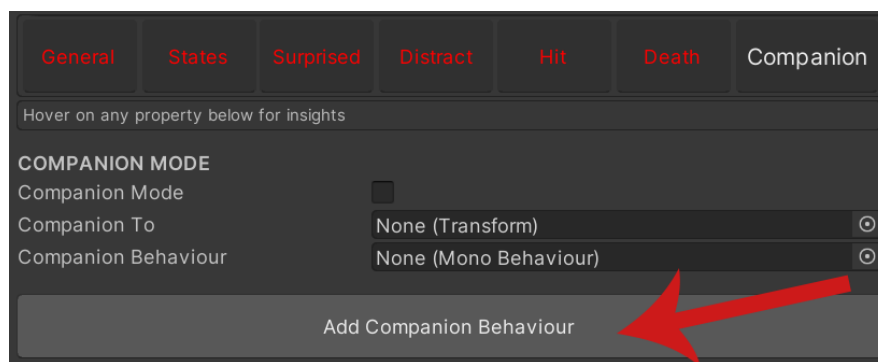 General States Surprised Distract Hit Death Companion
Hover on any property below for insights
COMPANION MODE
Companion Mode
Companion To None (Transform)
Companion Behaviour None (Mono Behaviour)
Add Companion Behaviour